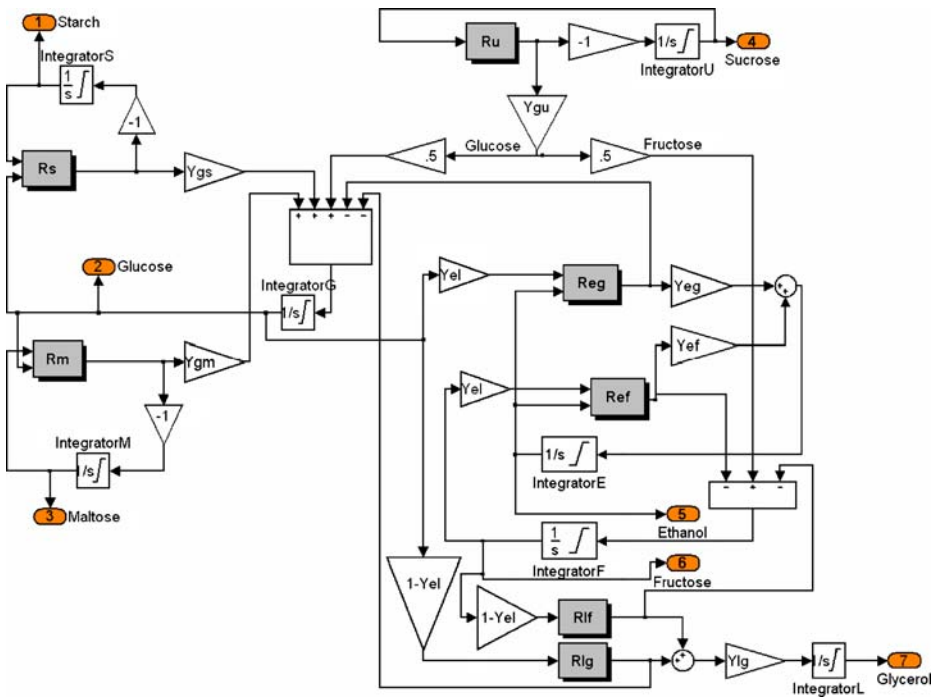 1 Starch
IntegratorS
1/s
-1
Rs
Ygs
Ru
-1
1/s
IntegratorU
4
Sucrose
Ygu
.5
Glucose
.5
Fructose
+ + + - -
2 Glucose
IntegratorG
1/s
Yel
Reg
Yeg
++
Rm
Ygm
-1
Yef
Yel
Ref
IntegratorM
1/s
3 Maltose
1/s
IntegratorE
- + -
5
Ethanol
1
s
IntegratorF
6
Fructose
1-Yel
1-Yel
Rlf
Rlg
++
Ylg
1/s
IntegratorL
7
Glycerol